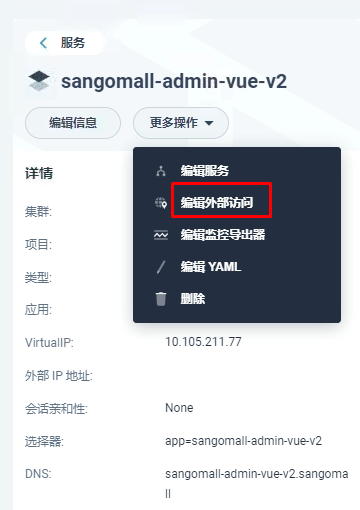 服务
sangomall-admin-vue-v2
编辑信息 更多操作
详情
编辑服务
编辑外部访问
编辑监控导出器
编辑 YAML
删除
集群:
项目:
类型:
应用:
VirtualIP: 10.105.211.77
外部 IP 地址:
会话亲和性: None
选择器: app=sangomall-admin-vue-v2
DNS: sangomall-admin-vue-v2.sangoma
ll